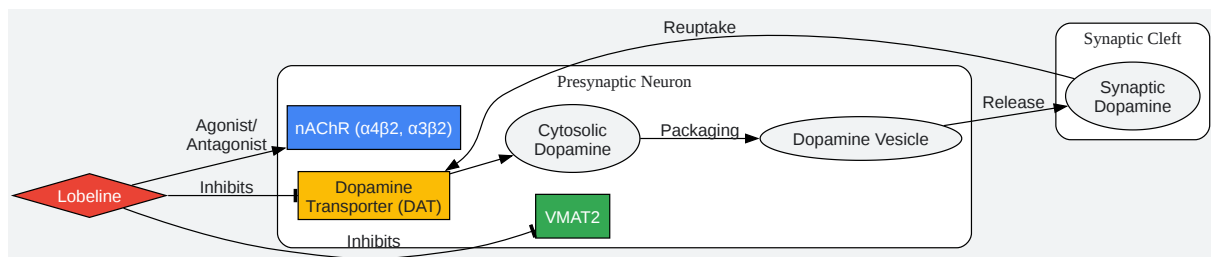 Reuptake
Synaptic Cleft
Presynaptic Neuron
Synaptic
Dopamine
Release
Agonist/
Antagonist
nAChR (α4β2, α3β2)
Cytosolic
Dopamine
Packaging
Dopamine Vesicle
Lobeline
Inhibits
Dopamine
Transporter (DAT)
VMAT2
Inhibits